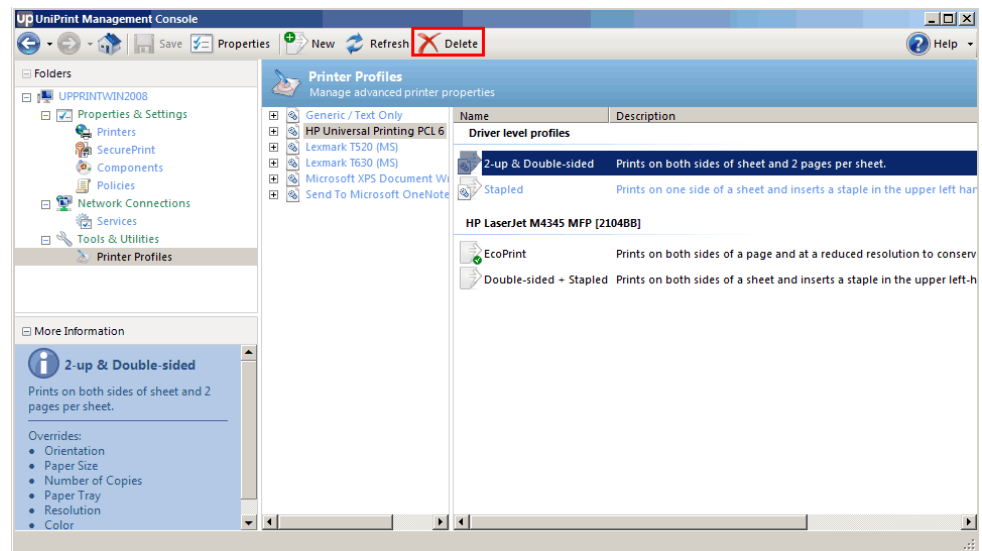 UP UniPrint Management Console
Save Properties New Refresh Delete Help
Folders
UPPRINTWIN2008
Properties & Settings
Printers
SecurePrint
Components
Policies
Network Connections
Services
Tools & Utilities
Printer Profiles
Printer Profiles
Manage advanced printer properties
Generic / Text Only
HP Universal Printing PCL 6
Lexmark T520 (MS)
Lexmark T630 (MS)
Microsoft XPS Document Wi
Send To Microsoft OneNote
Name Description
Driver level profiles
2-up & Double-sided Prints on both sides of sheet and 2 pages per sheet.
Stapled Prints on one side of a sheet and inserts a staple in the upper left har
HP LaserJet M4345 MFP [2104BB]
EcoPrint Prints on both sides of a page and at a reduced resolution to conserv
Double-sided + Stapled Prints on both sides of a sheet and inserts a staple in the upper left-h
More Information
2-up & Double-sided
Prints on both sides of sheet and 2
pages per sheet.
Overrides:
• Orientation
• Paper Size
• Number of Copies
• Paper Tray
• Resolution
• Color